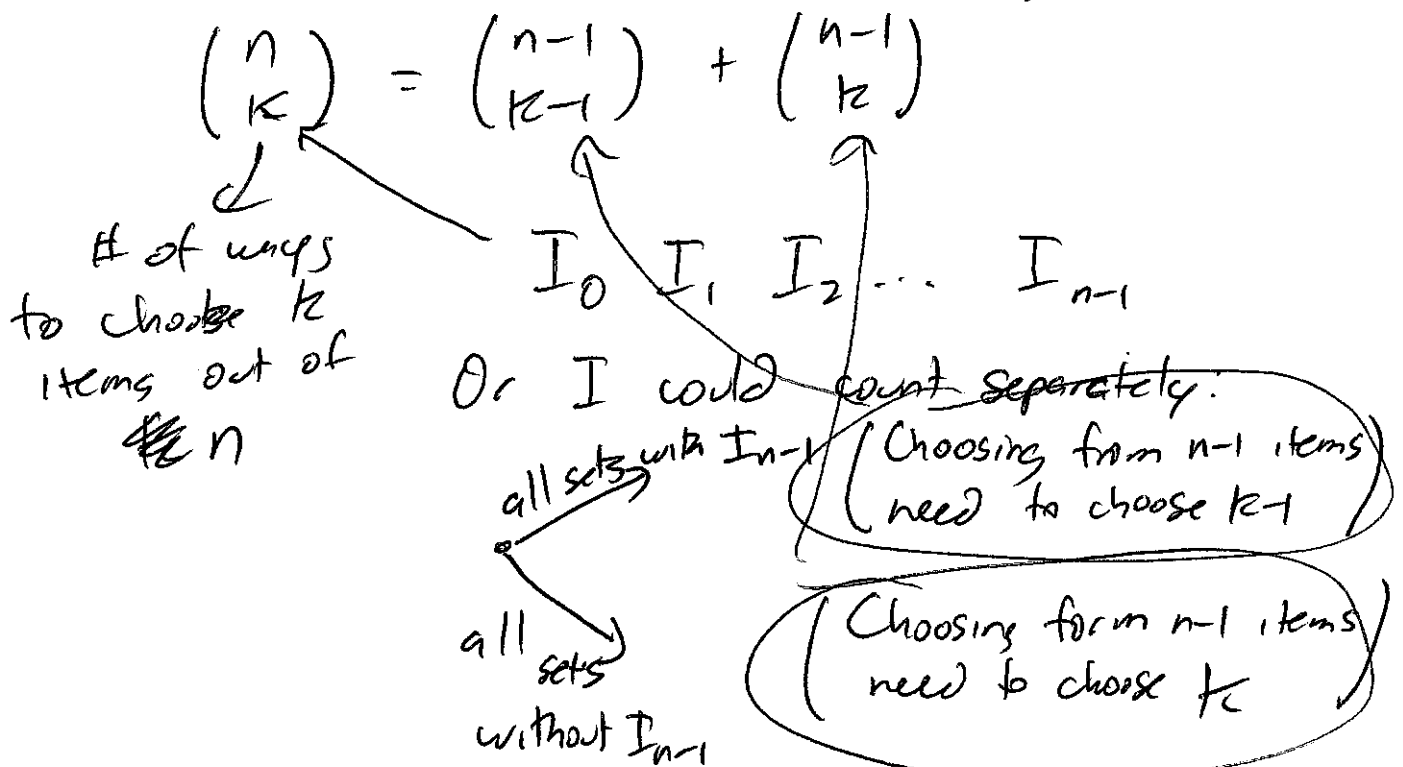 (n k) = (n-1 k-1) + (n-1 k)
# of ways
to choose k
items out of
n
I₀ I₁ I₂ ... Iₙ₋₁
Or I could count separately:
all sets with Iₙ₋₁
(Choosing from n-1 items
need to choose k-1)
all
sets
without Iₙ₋₁
(Choosing form n-1 items
need to choose k)